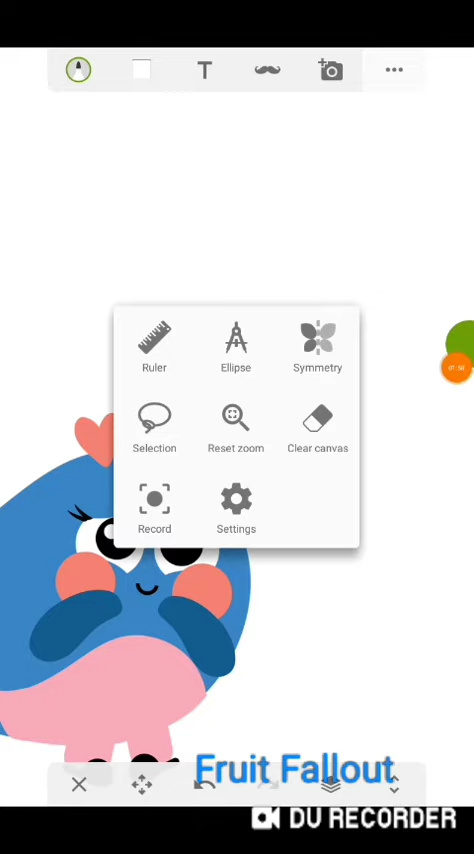 T
Ruler
Ellipse
Symmetry
Selection
Reset zoom
Clear canvas
Record
Settings
Fruit Fallout
DU RECORDER